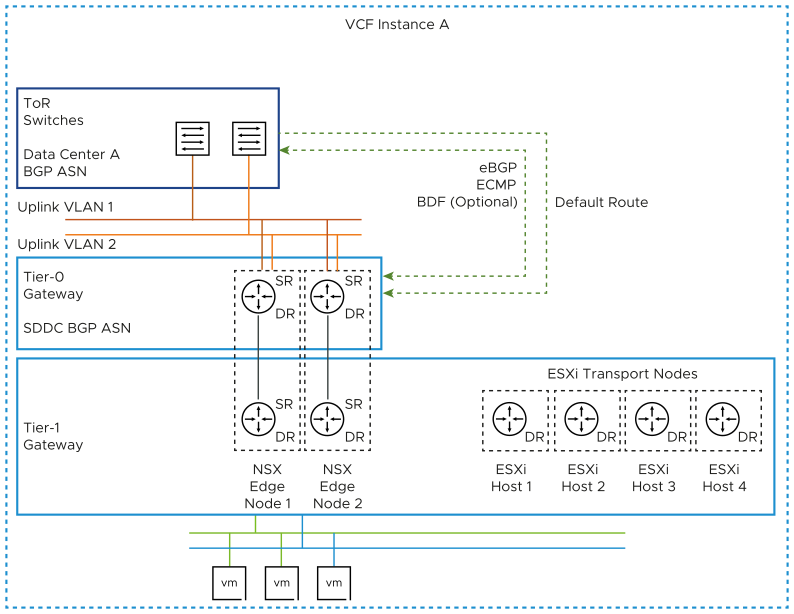 VCF Instance A
ToR
Switches
Data Center A
BGP ASN
eBGP
ECMP
BDF (Optional)
Default Route
Uplink VLAN 1
Uplink VLAN 2
Tier-0
Gateway
SDDC BGP ASN
SR
SR
DR
DR
ESXi Transport Nodes
Tier-1
Gateway
SR
SR
DR
DR
DR
DR
DR
DR
NSX
Edge
Node 1
NSX
Edge
Node 2
ESXi
Host 1
ESXi
Host 2
ESXi
Host 3
ESXi
Host 4
vm
vm
vm